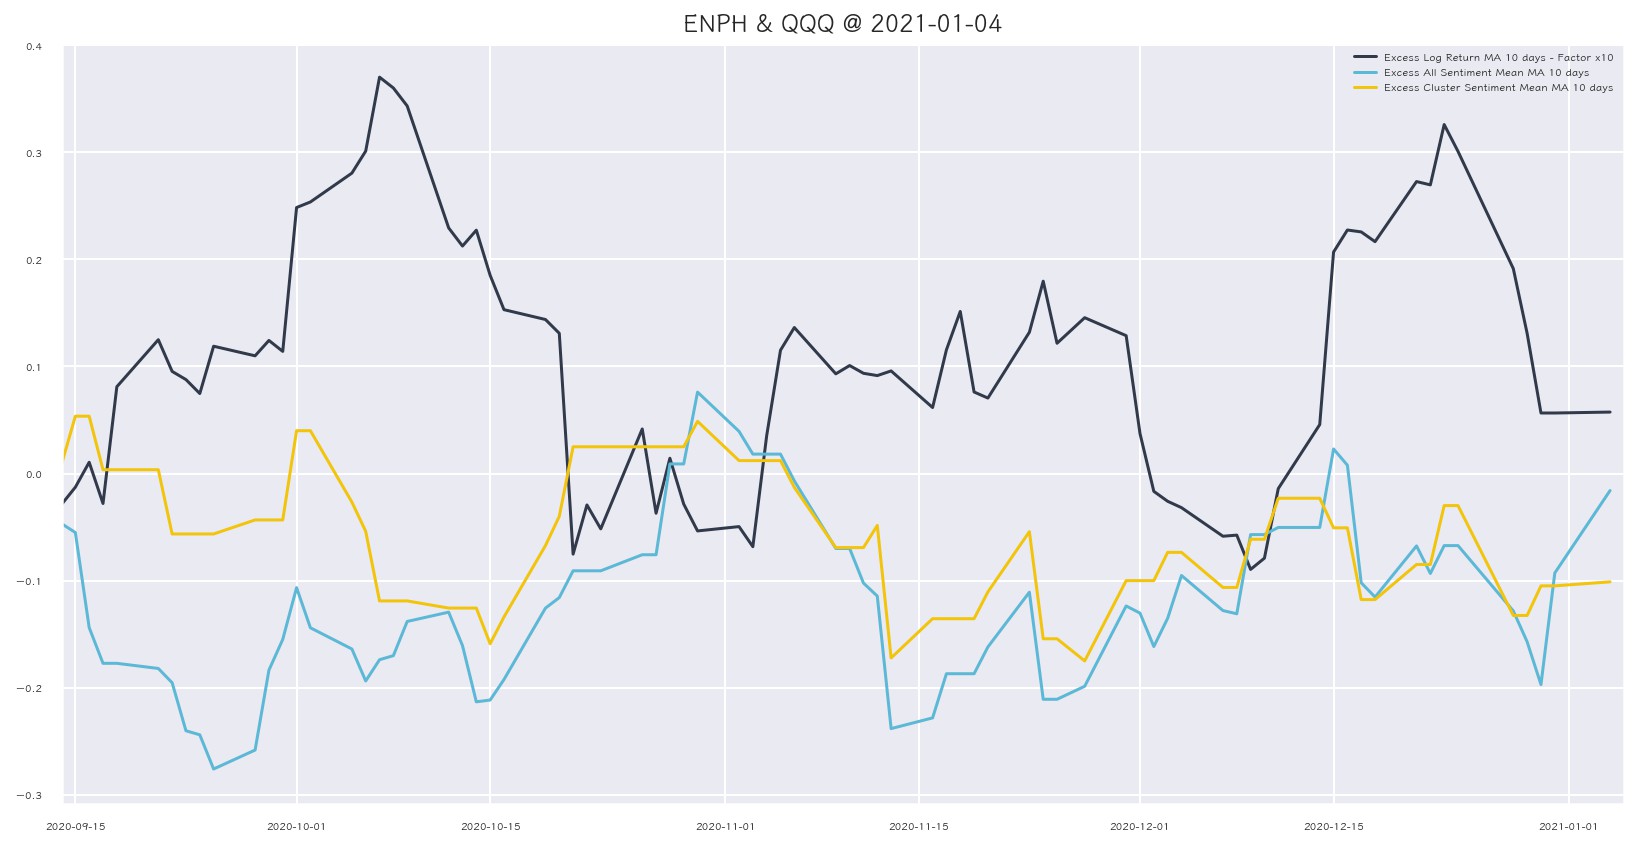 ENPH & QQQ @ 2021-01-04
Excess Log Return MA 10 days - Factor x10
Excess All Sentiment Mean MA 10 days
Excess Cluster Sentiment Mean MA 10 days
0.4
0.3
0.2
0.1
0.0
−0.1
−0.2
−0.3
2020-09-15 2020-10-01 2020-10-15 2020-11-01 2020-11-15 2020-12-01 2020-12-15 2021-01-01